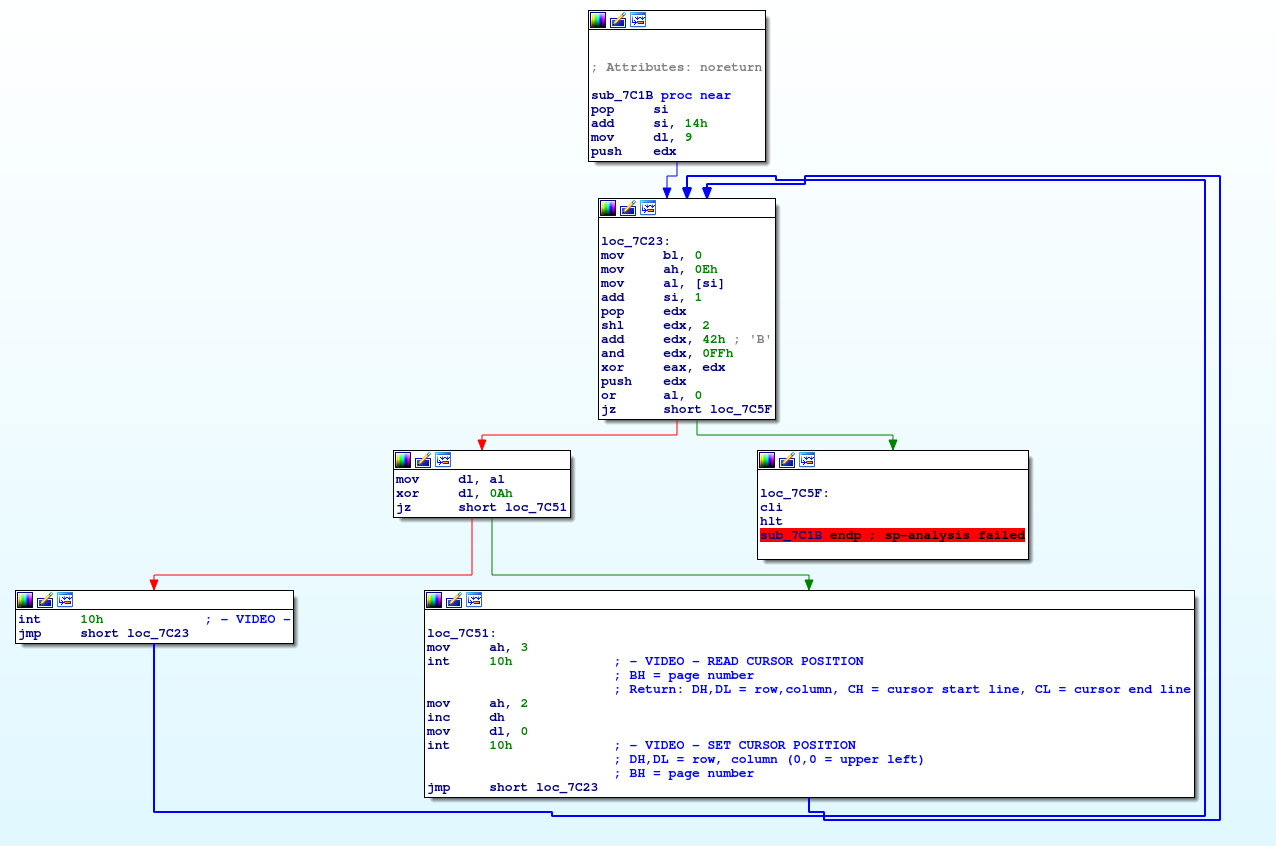 ; Attributes: noreturn
sub_7C1B proc near
pop si
add si, 14h
mov dl, 9
push edx
loc_7C23:
mov bl, 0
mov ah, 0Eh
mov al, [si]
add si, 1
pop edx
shl edx, 2
add edx, 42h ; 'B'
and edx, 0FFh
xor eax, edx
push edx
or al, 0
jz short loc_7C5F
mov dl, al
xor dl, 0Ah
jz short loc_7C51
loc_7C5F:
cli
hlt
sub_7C1B endp ; sp-analysis failed
int 10h ; - VIDEO -
jmp short loc_7C23
loc_7C51:
mov ah, 3
int 10h ; - VIDEO - READ CURSOR POSITION
; BH = page number
; Return: DH,DL = row,column, CH = cursor start line, CL = cursor end line
mov ah, 2
inc dh
mov dl, 0
int 10h ; - VIDEO - SET CURSOR POSITION
; DH,DL = row, column (0,0 = upper left)
; BH = page number
jmp short loc_7C23